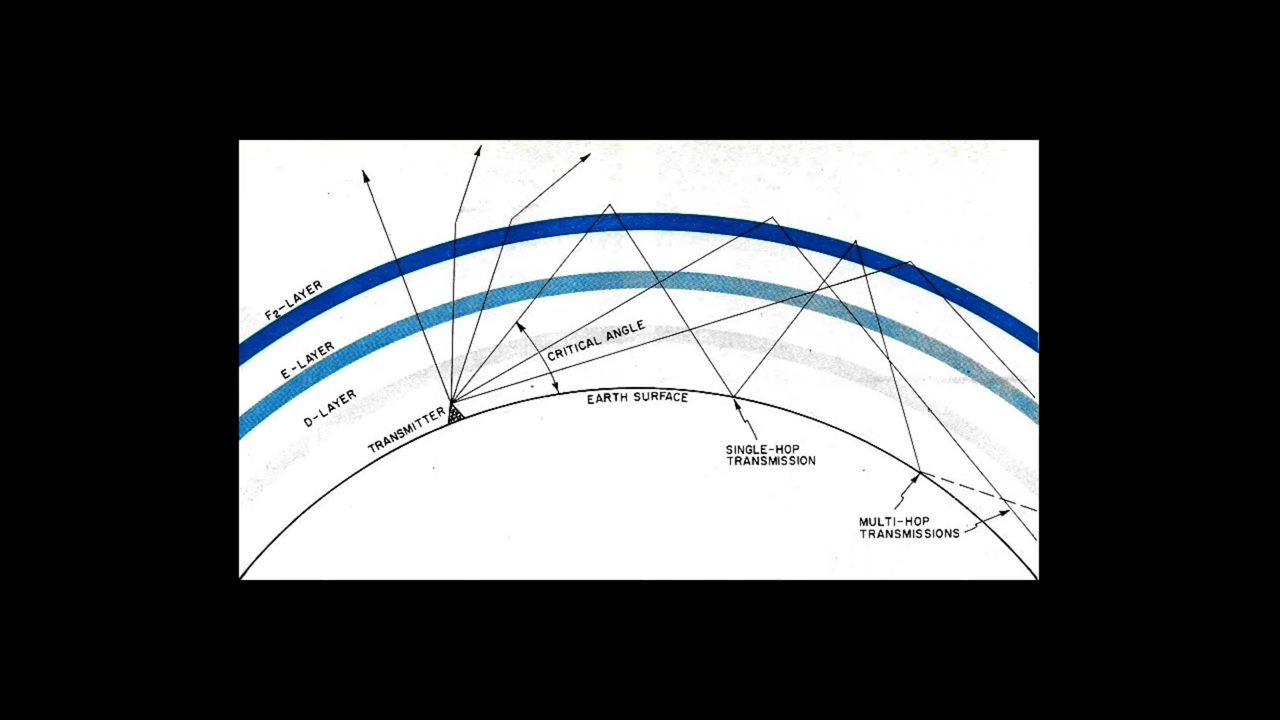 F2-LAYER
E-LAYER
D-LAYER
TRANSMITTER
CRITICAL ANGLE
EARTH SURFACE
SINGLE-HOP
TRANSMISSION
MULTI-HOP
TRANSMISSIONS